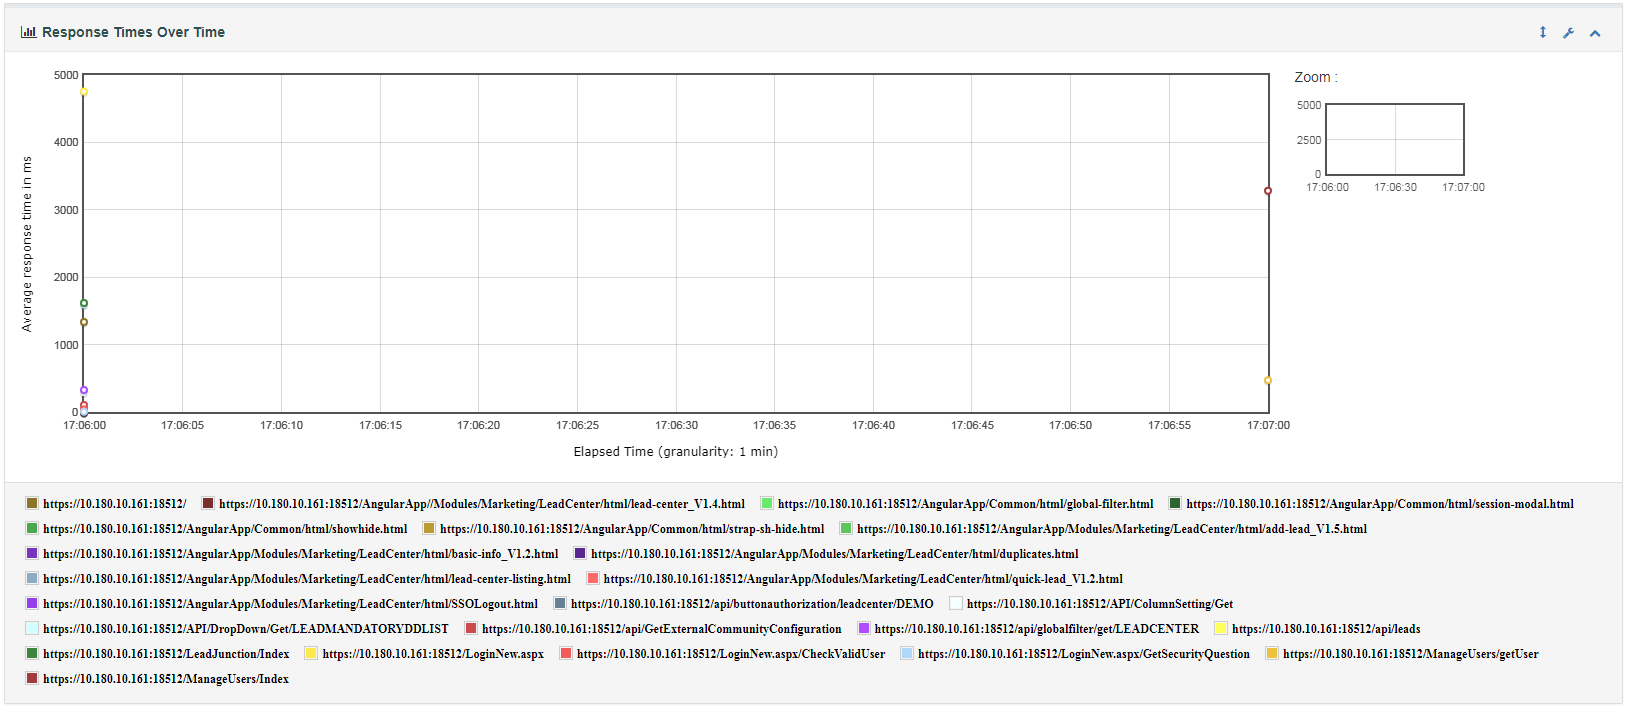 Response Times Over Time
Zoom :
5000
4000
3000
2000
1000
0
Average response time in ms
17:06:00 17:06:05 17:06:10 17:06:15 17:06:20 17:06:25 17:06:30 17:06:35 17:06:40 17:06:45 17:06:50 17:06:55 17:07:00
Elapsed Time (granularity: 1 min)
5000
2500
0
17:06:00 17:06:30 17:07:00
https://10.180.10.161:18512/ https://10.180.10.161:18512/AngularApp//Modules/Marketing/LeadCenter/html/lead-center_V1.4.html https://10.180.10.161:18512/AngularApp/Common/html/global-filter.html https://10.180.10.161:18512/AngularApp/Common/html/session-modal.html
https://10.180.10.161:18512/AngularApp/Common/html/showhide.html https://10.180.10.161:18512/AngularApp/Common/html/strap-sh-hide.html https://10.180.10.161:18512/AngularApp/Modules/Marketing/LeadCenter/html/add-lead_V1.5.html
https://10.180.10.161:18512/AngularApp/Modules/Marketing/LeadCenter/html/basic-info_V1.2.html https://10.180.10.161:18512/AngularApp/Modules/Marketing/LeadCenter/html/duplicates.html
https://10.180.10.161:18512/AngularApp/Modules/Marketing/LeadCenter/html/lead-center-listing.html https://10.180.10.161:18512/AngularApp/Modules/Marketing/LeadCenter/html/quick-lead_V1.2.html
https://10.180.10.161:18512/AngularApp/Modules/Marketing/LeadCenter/html/SSOLogout.html https://10.180.10.161:18512/api/buttonauthorization/leadcenter/DEMO https://10.180.10.161:18512/API/ColumnSetting/Get
https://10.180.10.161:18512/API/DropDown/Get/LEADMANDATORYDDLIST https://10.180.10.161:18512/api/GetExternalCommunityConfiguration https://10.180.10.161:18512/api/globalfilter/get/LEADCENTER https://10.180.10.161:18512/api/leads
https://10.180.10.161:18512/LeadJunction/Index https://10.180.10.161:18512/LoginNew.aspx https://10.180.10.161:18512/LoginNew.aspx/CheckValidUser https://10.180.10.161:18512/LoginNew.aspx/GetSecurityQuestion https://10.180.10.161:18512/ManageUsers/getUser
https://10.180.10.161:18512/ManageUsers/Index